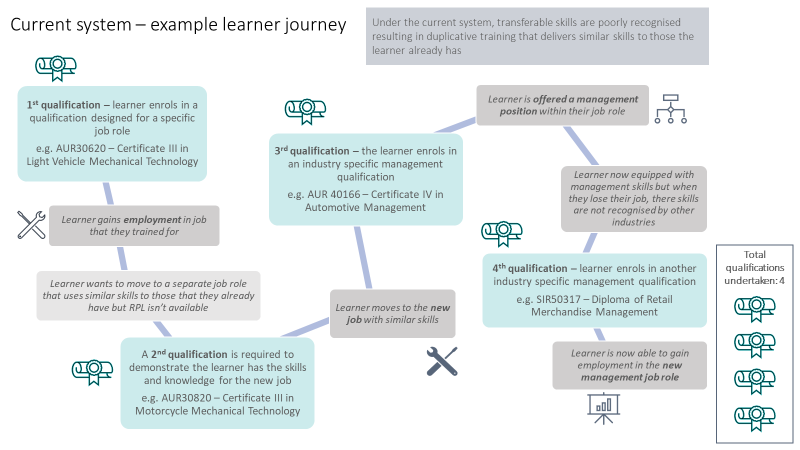 Current system – example learner journey
Under the current system, transferable skills are poorly recognised
resulting in duplicative training that delivers similar skills to those the
learner already has
1st qualification – learner enrols in a
qualification designed for a specific
job role
e.g. AUR30620 – Certificate III in
Light Vehicle Mechanical Technology
Learner gains employment in job
that they trained for
Learner wants to move to a separate job role
that uses similar skills to those that they already
have but RPL isn't available
A 2nd qualification is required to
demonstrate the learner has the skills
and knowledge for the new job
e.g. AUR30820 – Certificate III in
Motorcycle Mechanical Technology
Learner moves to the new
job with similar skills
3rd qualification – the learner enrols in
an industry specific management
qualification
e.g. AUR 40166 – Certificate IV in
Automotive Management
Learner is offered a management
position within their job role
Learner now equipped with
management skills but when
they lose their job, there skills
are not recognised by other
industries
4th qualification – learner enrols in another
industry specific management qualification
e.g. SIR50317 – Diploma of Retail
Merchandise Management
Learner is now able to gain
employment in the new
management job role
Total
qualifications
undertaken: 4